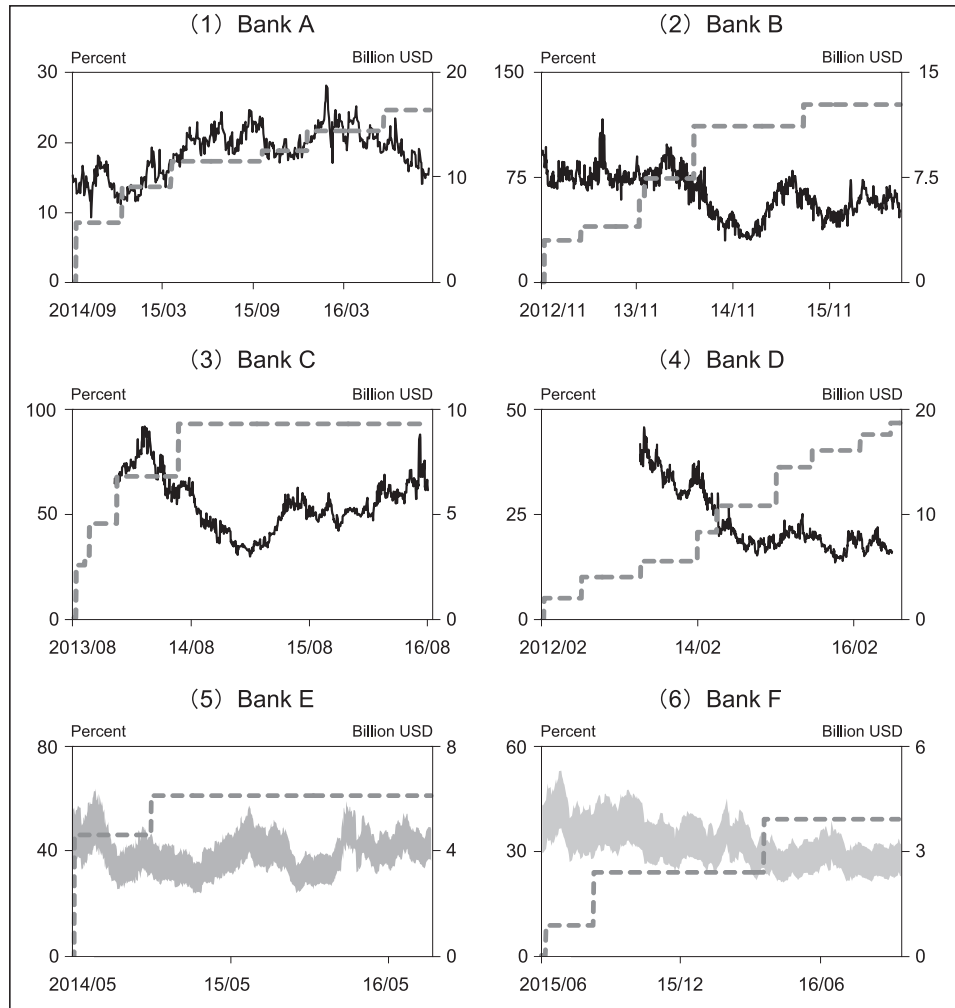 (1) Bank A
Percent Billion USD
30 20
20
10 10
0 0
2014/09 15/03 15/09 16/03
(2) Bank B
Percent Billion USD
150 15
75 7.5
0 0
2012/11 13/11 14/11 15/11
(3) Bank C
Percent Billion USD
100 10
50 5
0 0
2013/08 14/08 15/08 16/08
(4) Bank D
Percent Billion USD
50 20
25 10
0 0
2012/02 14/02 16/02
(5) Bank E
Percent Billion USD
80 8
40 4
0 0
2014/05 15/05 16/05
(6) Bank F
Percent Billion USD
60 6
30 3
0 0
2015/06 15/12 16/06